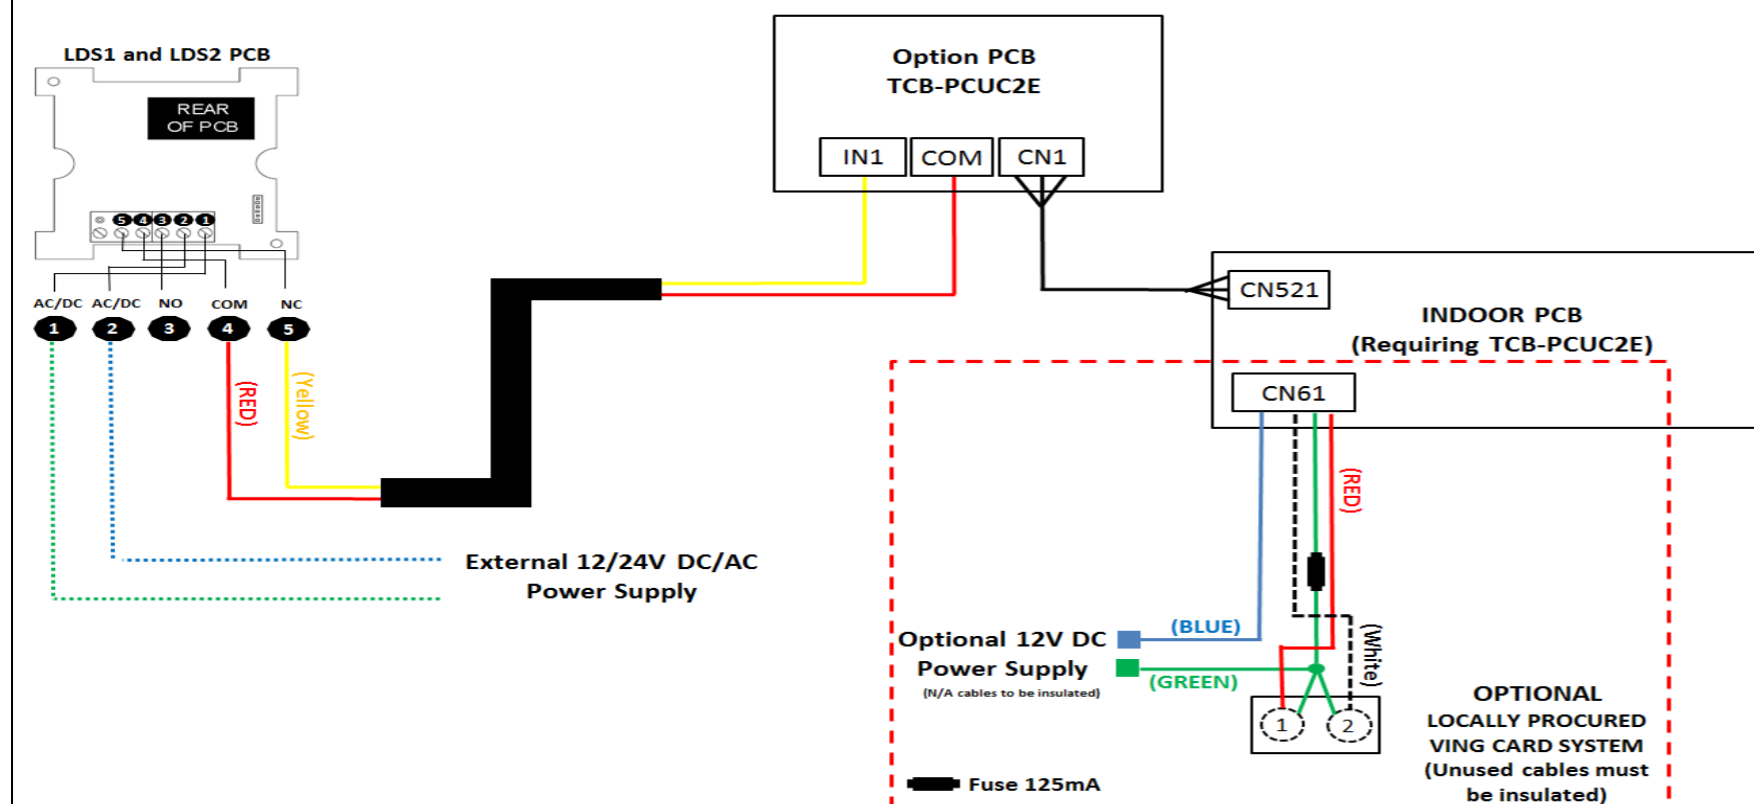 LDS1 and LDS2 PCB
REAR
OF PCB
5 4 3 2 1
AC/DC AC/DC NO COM NC
1 2 3 4 5
(RED)
(Yellow)
External 12/24V DC/AC
Power Supply
Option PCB
TCB-PCUC2E
IN1 COM CN1
CN521
INDOOR PCB
(Requiring TCB-PCUC2E)
CN61
(RED)
(BLUE)
Optional 12V DC
Power Supply
(N/A cables to be insulated)
(GREEN)
(White)
1 2
OPTIONAL
LOCALLY PROCURED
VING CARD SYSTEM
(Unused cables must
be insulated)
Fuse 125mA